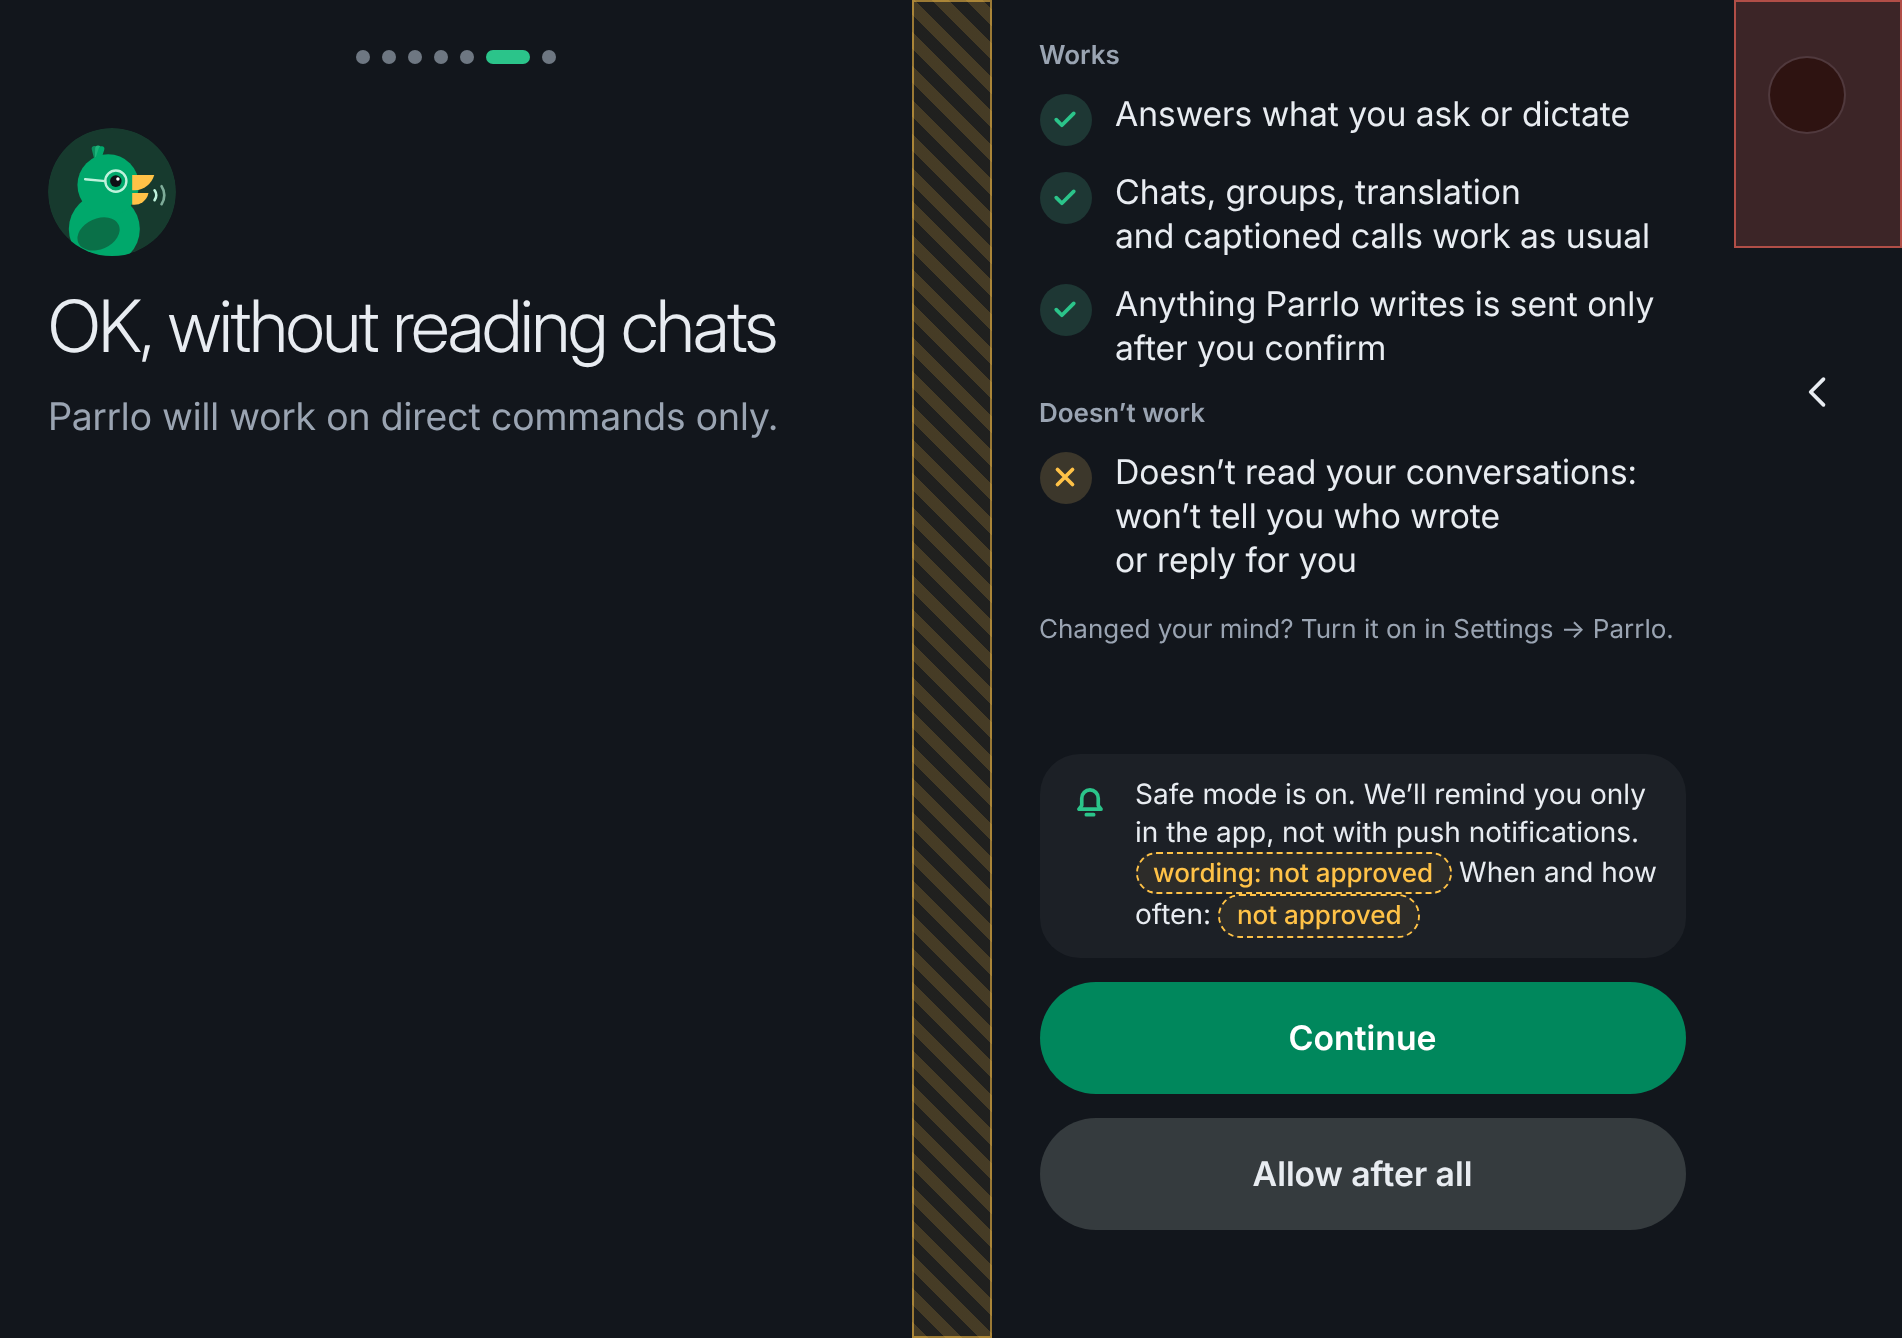 OK, without reading chats
Parrlo will work on direct commands only.
Works
Answers what you ask or dictate
Chats, groups, translation
and captioned calls work as usual
Anything Parrlo writes is sent only
after you confirm
Doesn’t work
Doesn’t read your conversations:
won’t tell you who wrote
or reply for you
Changed your mind? Turn it on in Settings → Parrlo.
Safe mode is on. We’ll remind you only
in the app, not with push notifications.
wording: not approved When and how
often: not approved
Continue
Allow after all